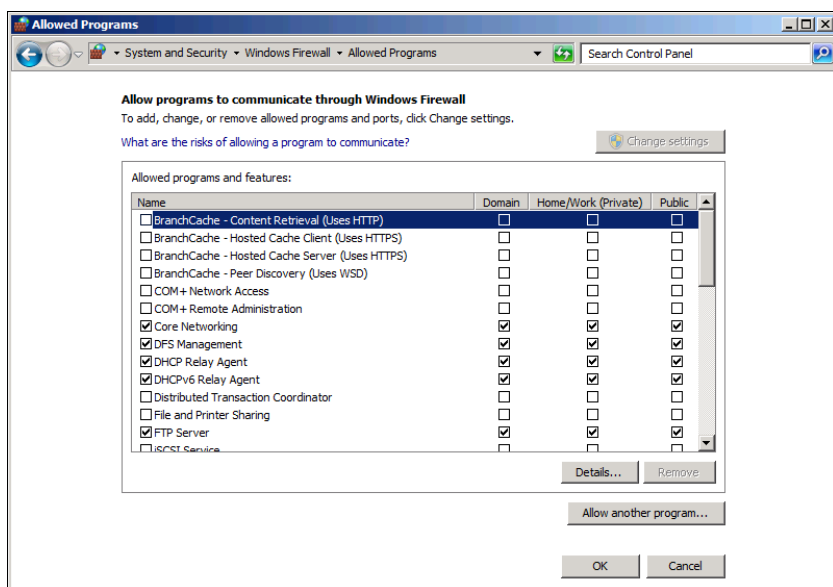 Allowed Programs
System and Security Windows Firewall Allowed Programs Search Control Panel
Allow programs to communicate through Windows Firewall
To add, change, or remove allowed programs and ports, click Change settings.
What are the risks of allowing a program to communicate? Change settings
Allowed programs and features:
Name Domain Home/Work (Private) Public
BranchCache - Content Retrieval (Uses HTTP)
BranchCache - Hosted Cache Client (Uses HTTPS)
BranchCache - Hosted Cache Server (Uses HTTPS)
BranchCache - Peer Discovery (Uses WSD)
COM+ Network Access
COM+ Remote Administration
Core Networking
DFS Management
DHCP Relay Agent
DHCPv6 Relay Agent
Distributed Transaction Coordinator
File and Printer Sharing
FTP Server
iSCSI Service
Details... Remove
Allow another program...
OK Cancel